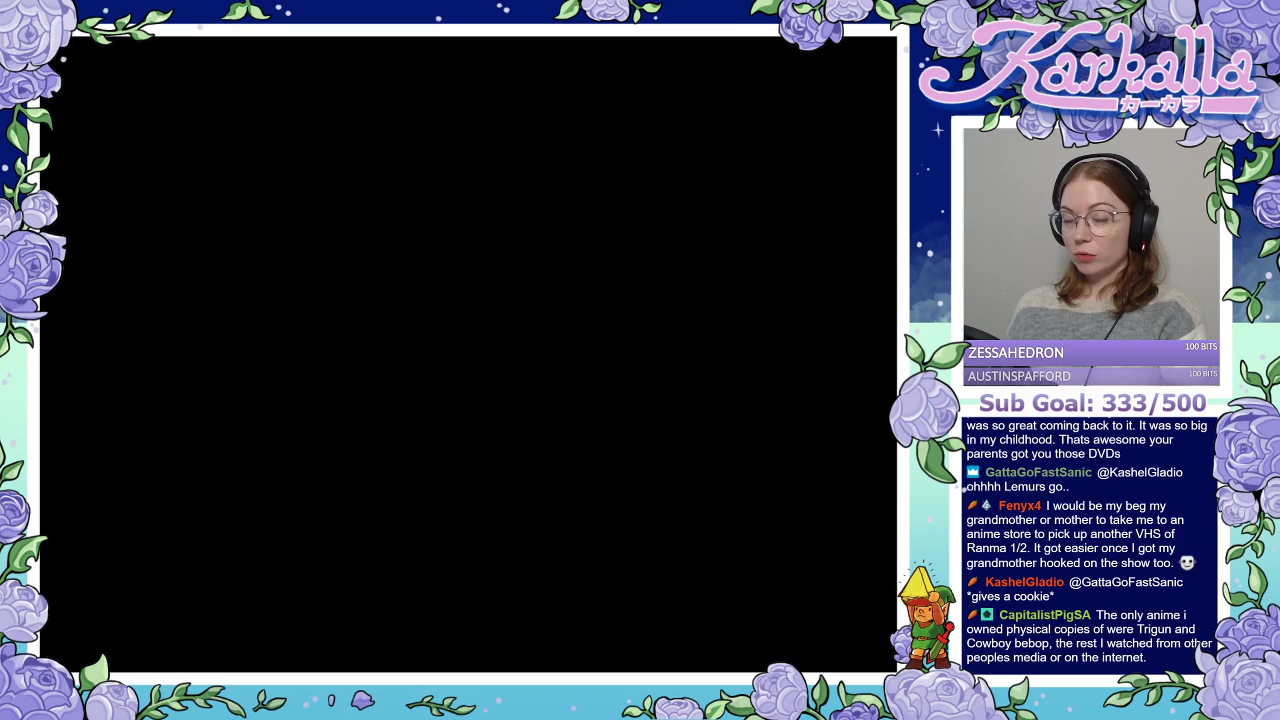 Karkalla
カーカラ
ZESSAHEDRON
100 BITS
AUSTINSPAFFORD
100 BITS
Sub Goal: 333/500
was so great coming back to it. It was so big
in my childhood. Thats awesome your
parents got you those DVDs
GattaGoFastSanic @KashelGladio
ohhhh Lemurs go..
Fenyx4 I would be my beg my
grandmother or mother to take me to an
anime store to pick up another VHS of
Ranma 1/2. It got easier once I got my
grandmother hooked on the show too.
KashelGladio @GattaGoFastSanic
*gives a cookie*
CapitalistPigSA The only anime i
owned physical copies of were Trigun and
Cowboy bebop, the rest I watched from other
peoples media or on the internet.